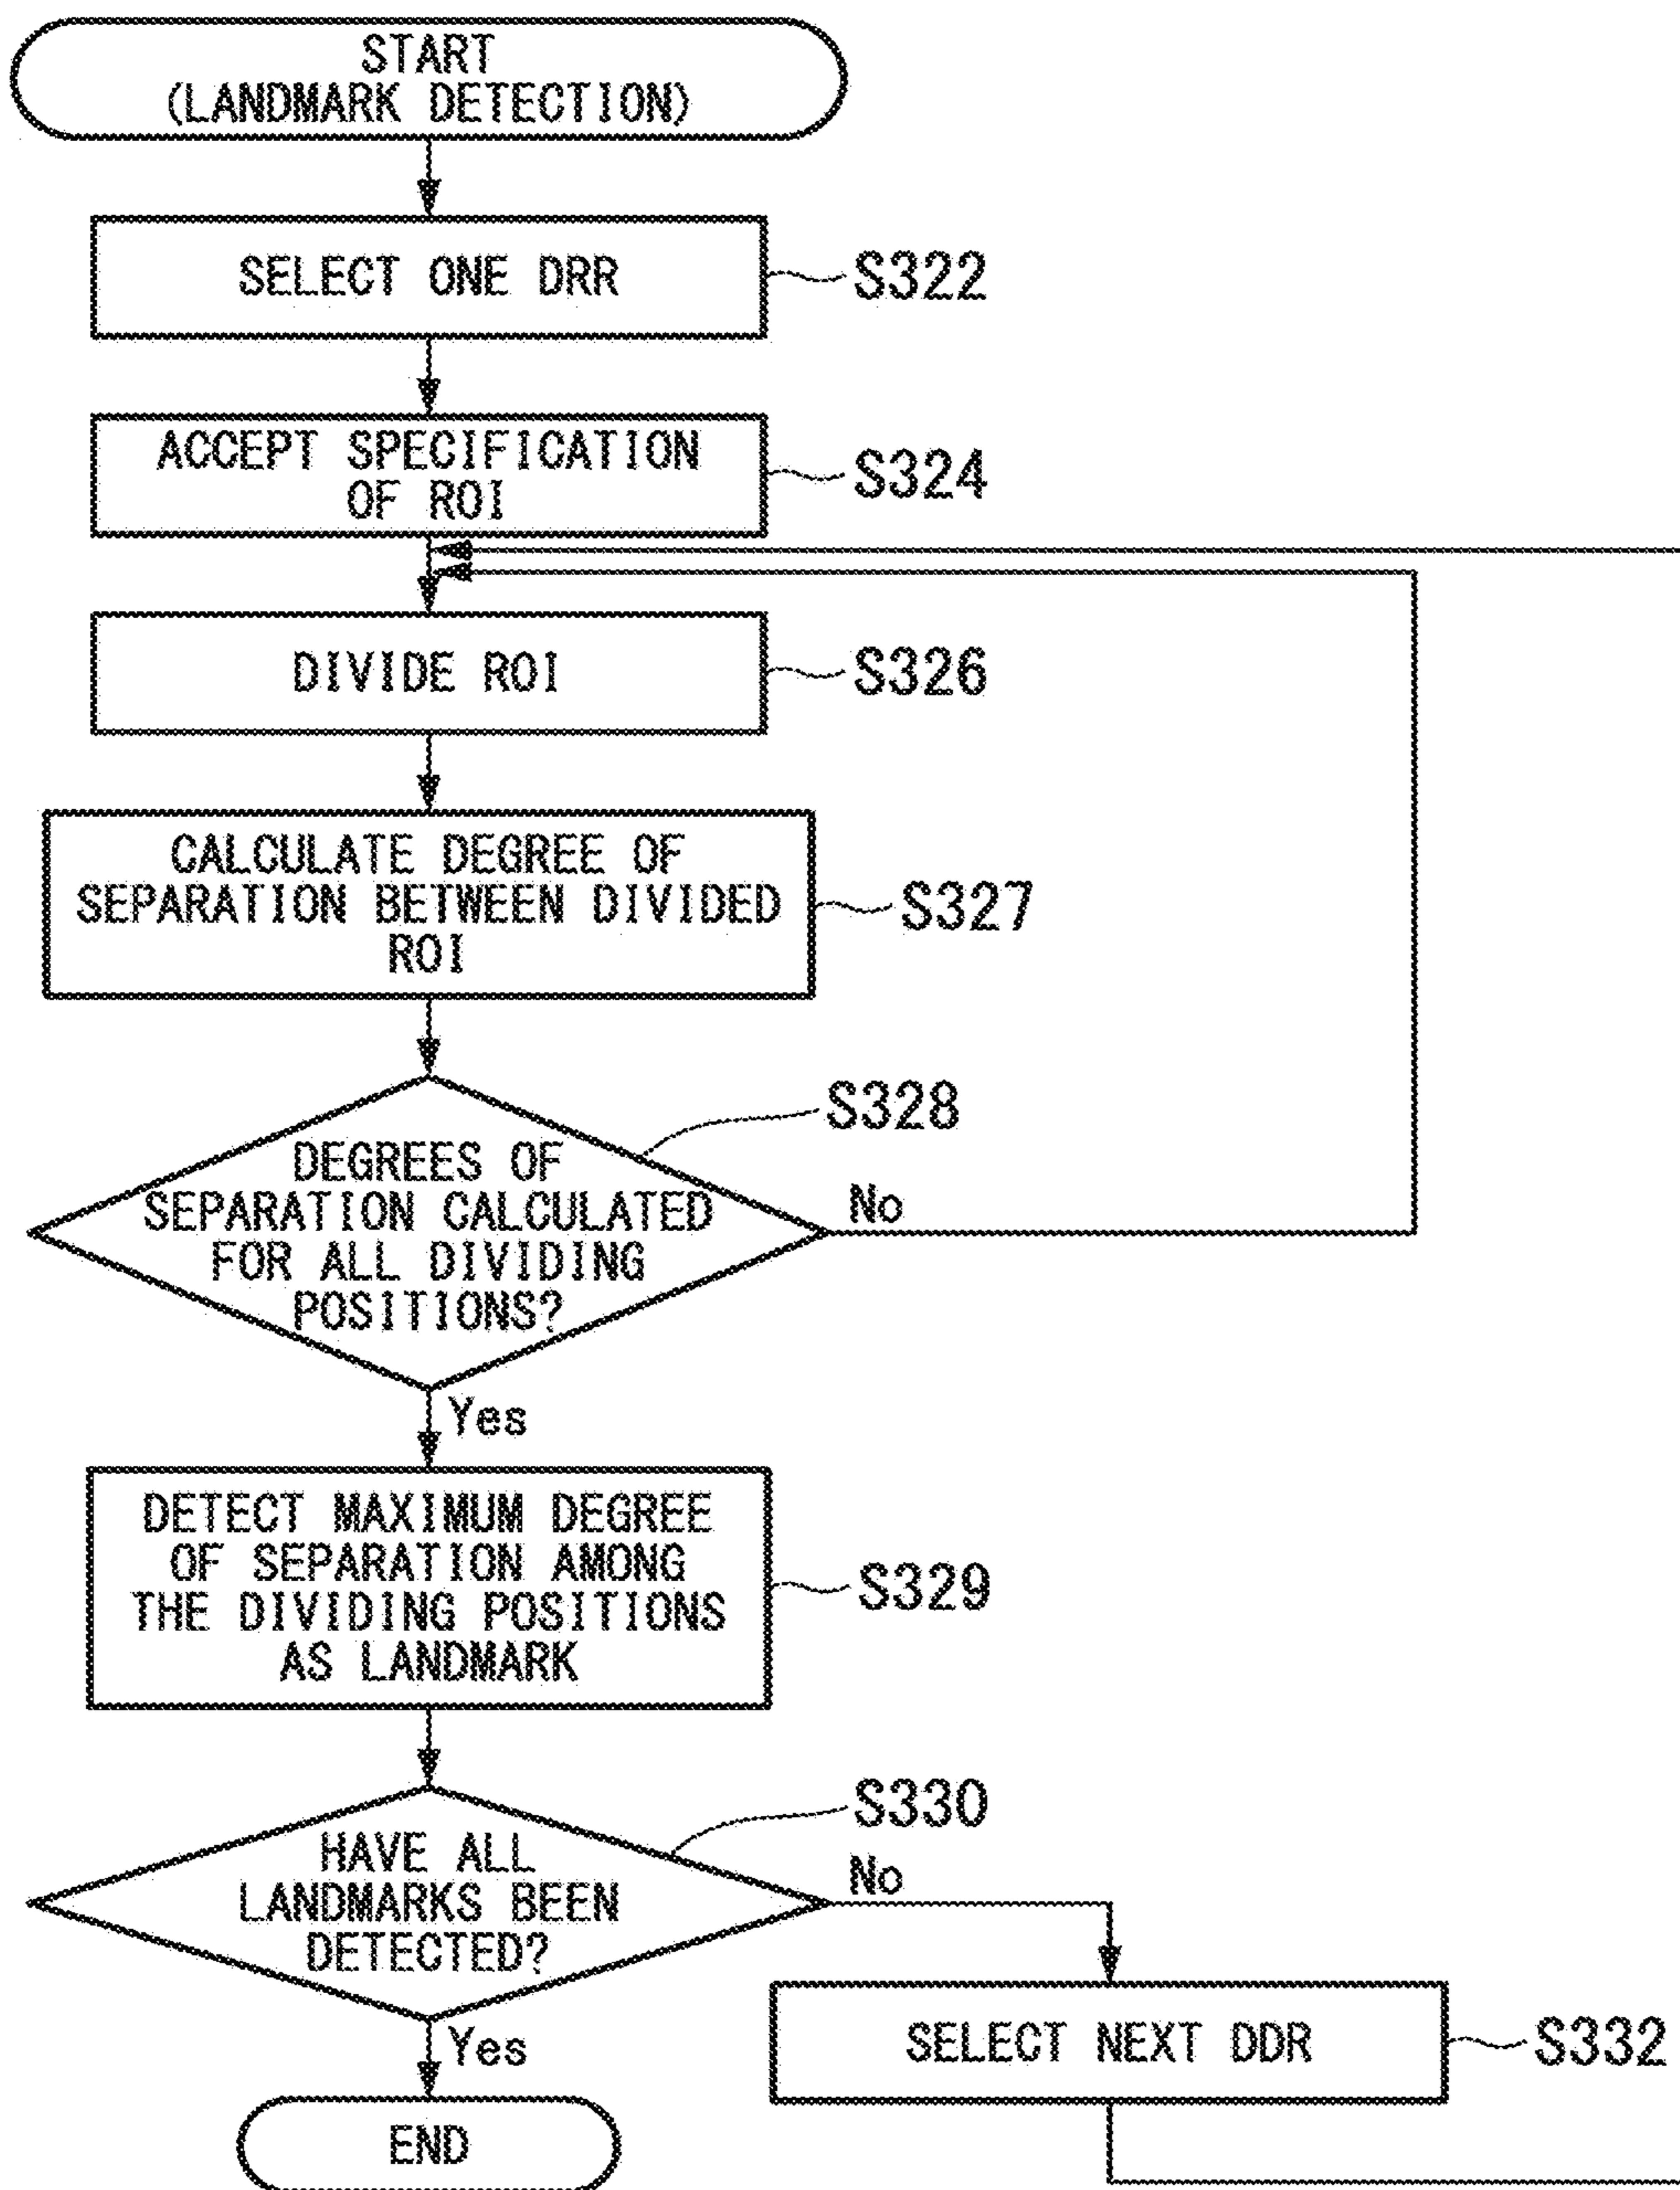 START
(LANDMARK DETECTION)
SELECT ONE DRR
S322
ACCEPT SPECIFICATION
OF ROI
S324
DIVIDE ROI
S326
CALCULATE DEGREE OF
SEPARATION BETWEEN DIVIDED
ROI
S327
S328
DEGREES OF
SEPARATION CALCULATED
FOR ALL DIVIDING
POSITIONS?
No
Yes
DETECT MAXIMUM DEGREE
OF SEPARATION AMONG
THE DIVIDING POSITIONS
AS LANDMARK
S329
S330
HAVE ALL
LANDMARKS BEEN
DETECTED?
No
Yes
SELECT NEXT DDR
S332
END